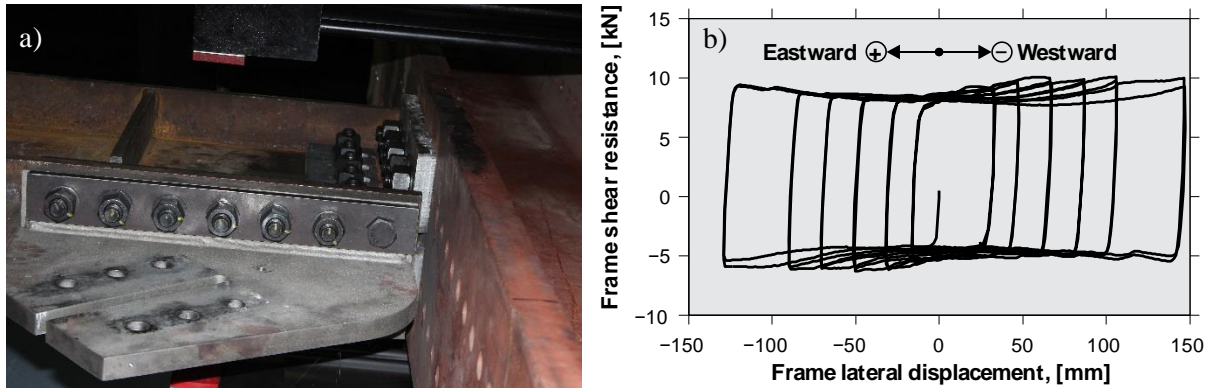 a)
b)
Eastward + − Westward
Frame shear resistance, [kN]
15
10
5
0
−5
−10
−150
−100
−50
0
50
100
150
Frame lateral displacement, [mm]